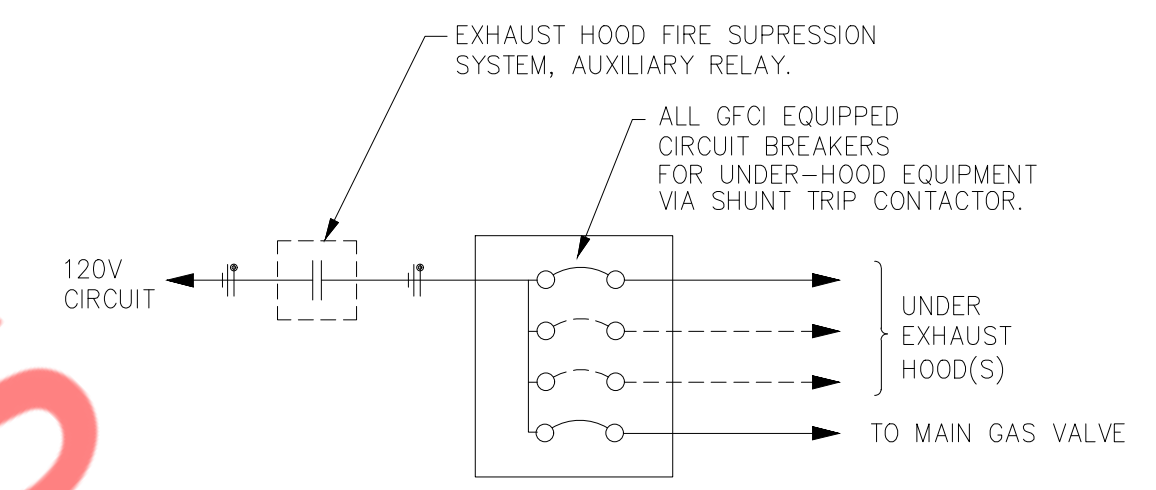 EXHAUST HOOD FIRE SUPRESSION
SYSTEM, AUXILIARY RELAY.
ALL GFCI EQUIPPED
CIRCUIT BREAKERS
FOR UNDER-HOOD EQUIPMENT
VIA SHUNT TRIP CONTACTOR.
120V
CIRCUIT
UNDER
EXHAUST
HOOD(S)
TO MAIN GAS VALVE